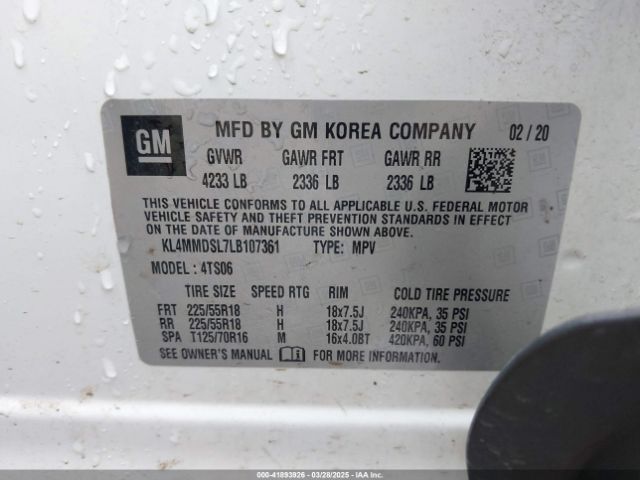 GM MFD BY GM KOREA COMPANY 02 / 20
GVWR GAWR FRT GAWR RR
4233 LB 2336 LB 2336 LB
THIS VEHICLE CONFORMS TO ALL APPLICABLE U.S. FEDERAL MOTOR
VEHICLE SAFETY AND THEFT PREVENTION STANDARDS IN EFFECT
ON THE DATE OF MANUFACTURE SHOWN ABOVE.
KL4MMDSL7LB107361 TYPE: MPV
MODEL: 4TS06
TIRE SIZE SPEED RTG RIM COLD TIRE PRESSURE
FRT 225/55R18 H 18x7.5J 240KPA, 35 PSI
RR 225/55R18 H 18x7.5J 240KPA, 35 PSI
SPA T125/70R16 M 16x4.0BT 420KPA, 60 PSI
SEE OWNER'S MANUAL FOR MORE INFORMATION.
000-41893926 - 03/28/2025 - IAA Inc.